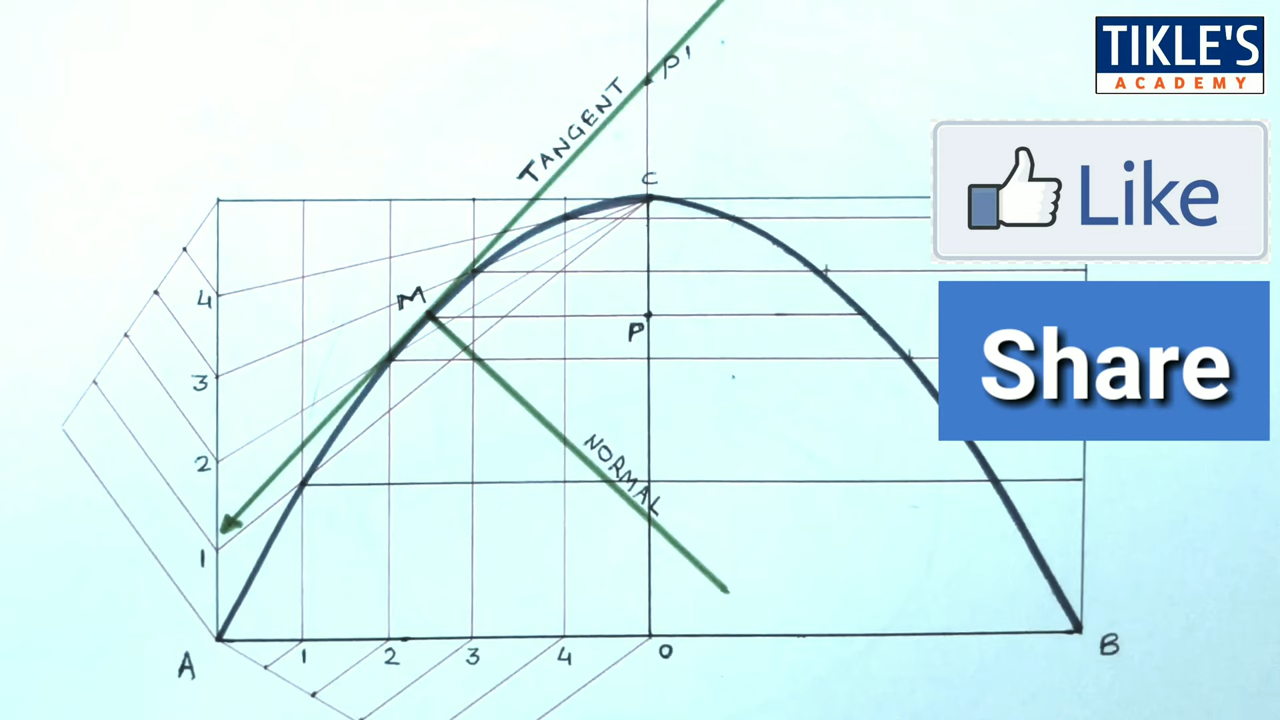 TIKLE'S
ACADEMY
P1
TANGENT
C
Like
4
M
P
Share
3
NORMAL
2
1
A
1
2
3
4
O
B